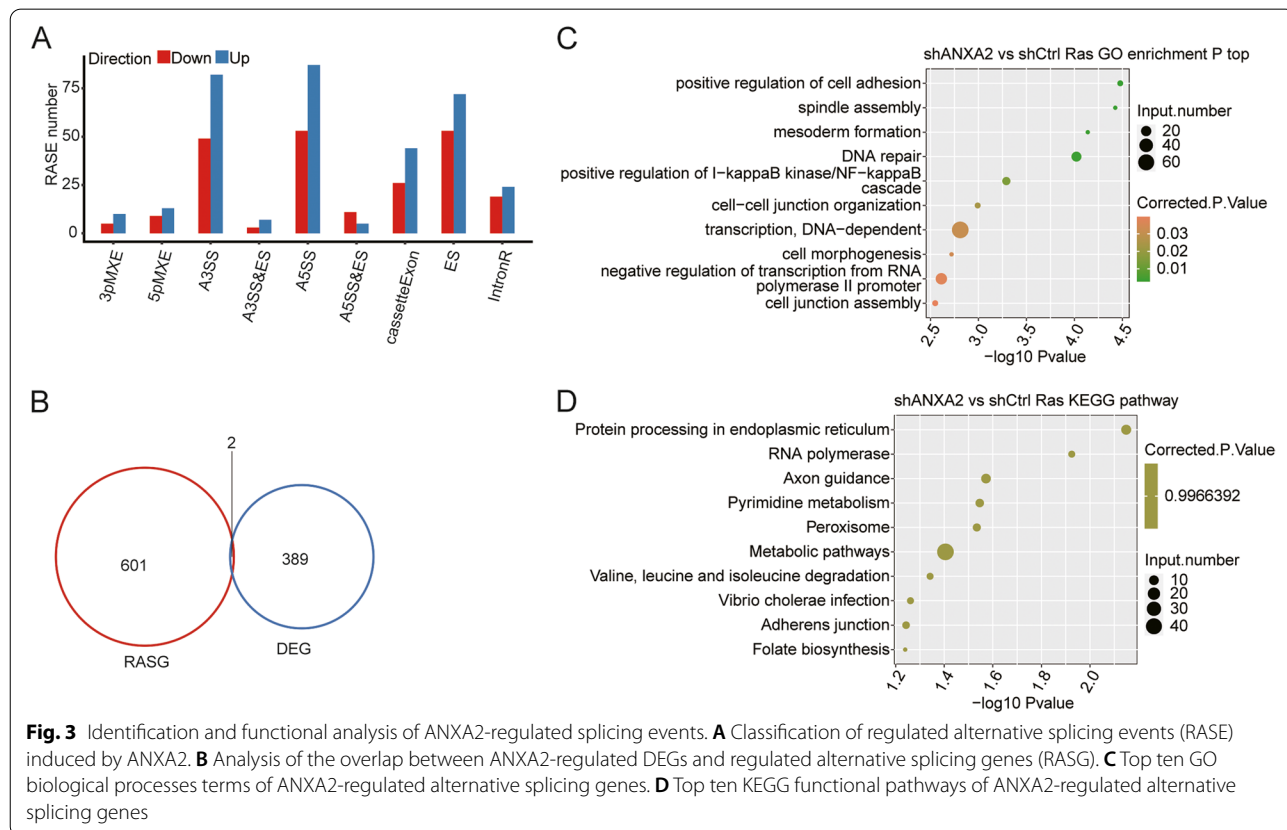 A
Direction Down Up
RASE number
75
50
25
0
3pMXE
5pMXE
A3SS
A3SS&ES
A5SS
A5SS&ES
cassetteExon
ES
IntronR
B
2
601
389
RASG
DEG
C
shANXA2 vs shCtrl Ras GO enrichment P top
positive regulation of cell adhesion
spindle assembly
mesoderm formation
DNA repair
positive regulation of I−kappaB kinase/NF−kappaB
cascade
cell−cell junction organization
transcription, DNA−dependent
cell morphogenesis
negative regulation of transcription from RNA
polymerase II promoter
cell junction assembly
2.5
3.0
3.5
4.0
4.5
−log10 Pvalue
Input.number
20
40
60
Corrected.P.Value
0.03
0.02
0.01
D
shANXA2 vs shCtrl Ras KEGG pathway
Protein processing in endoplasmic reticulum
RNA polymerase
Axon guidance
Pyrimidine metabolism
Peroxisome
Metabolic pathways
Valine, leucine and isoleucine degradation
Vibrio cholerae infection
Adherens junction
Folate biosynthesis
1.2
1.4
1.6
1.8
2.0
−log10 Pvalue
Corrected.P.Value
0.9966392
Input.number
10
20
30
40
Fig. 3 Identification and functional analysis of ANXA2-regulated splicing events. A Classification of regulated alternative splicing events (RASE)
induced by ANXA2. B Analysis of the overlap between ANXA2-regulated DEGs and regulated alternative splicing genes (RASG). C Top ten GO
biological processes terms of ANXA2-regulated alternative splicing genes. D Top ten KEGG functional pathways of ANXA2-regulated alternative
splicing genes